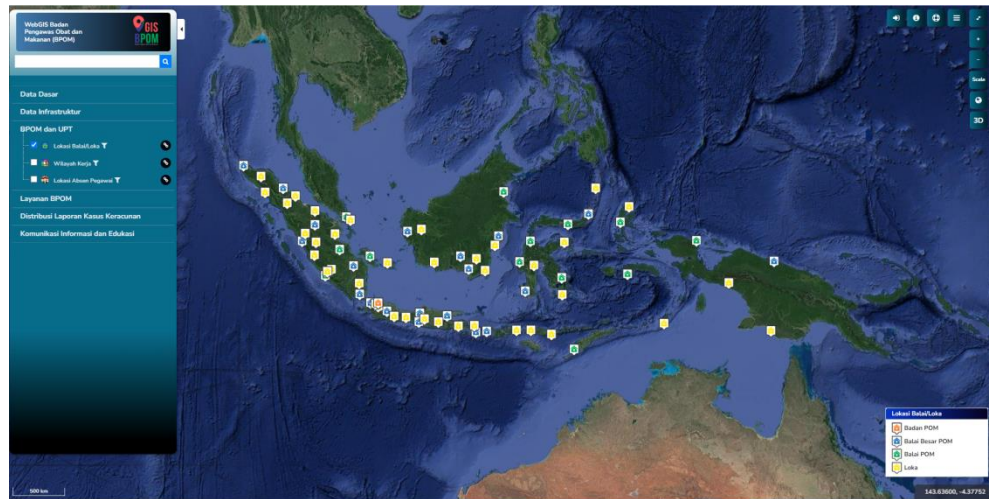 WebGIS Badan
Pengawas Obat dan
Makanan (BPOM)
GIS
BPOM
Data Dasar
Data Infrastruktur
BPOM dan UPT
Lokasi Balai/Loka
Wilayah Kerja
Lokasi Absen Pegawai
Layanan BPOM
Distribusi Laporan Kasus Keracunan
Komunikasi Informasi dan Edukasi
Scale
3D
Lokasi Balai/Loka
Badan POM
Balai Besar POM
Balai POM
Loka
500 km
143.63600, -4.37752